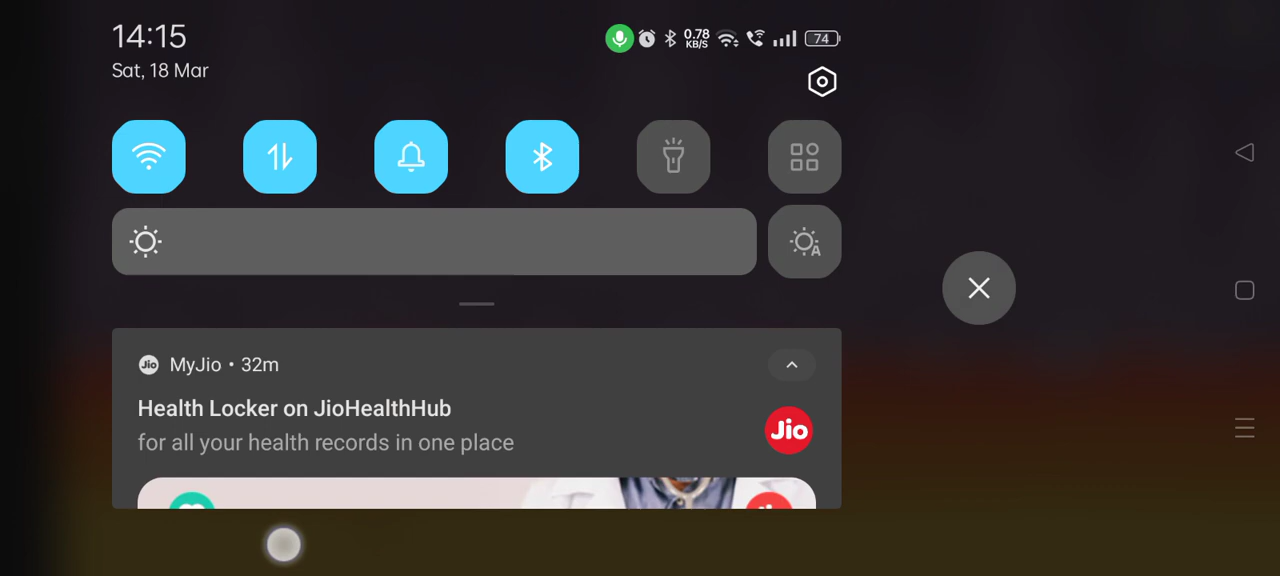 14:15
Sat, 18 Mar
0.78
KB/S
74
A
Jio
MyJio • 32m
Health Locker on JioHealthHub
for all your health records in one place
Jio